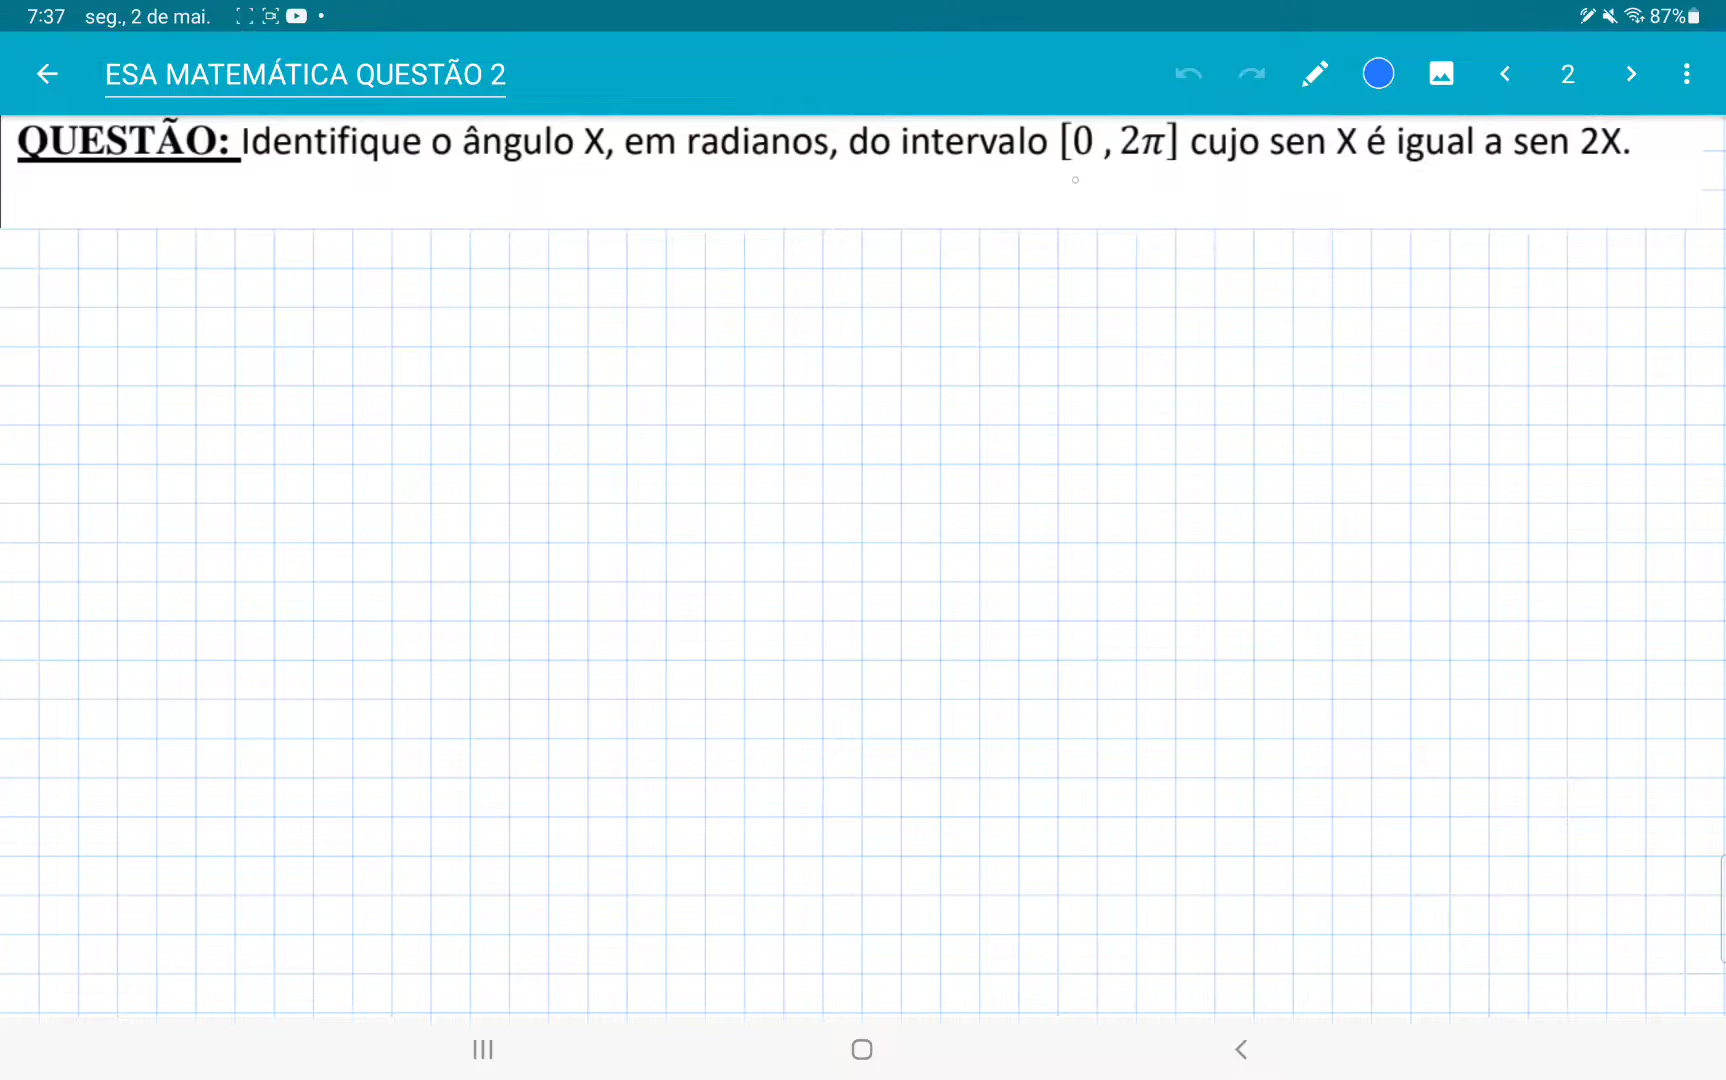 7:37 seg., 2 de mai. 87%
ESA MATEMÁTICA QUESTÃO 2 2
QUESTÃO: Identifique o ângulo X, em radianos, do intervalo [0 , 2π] cujo sen X é igual a sen 2X.